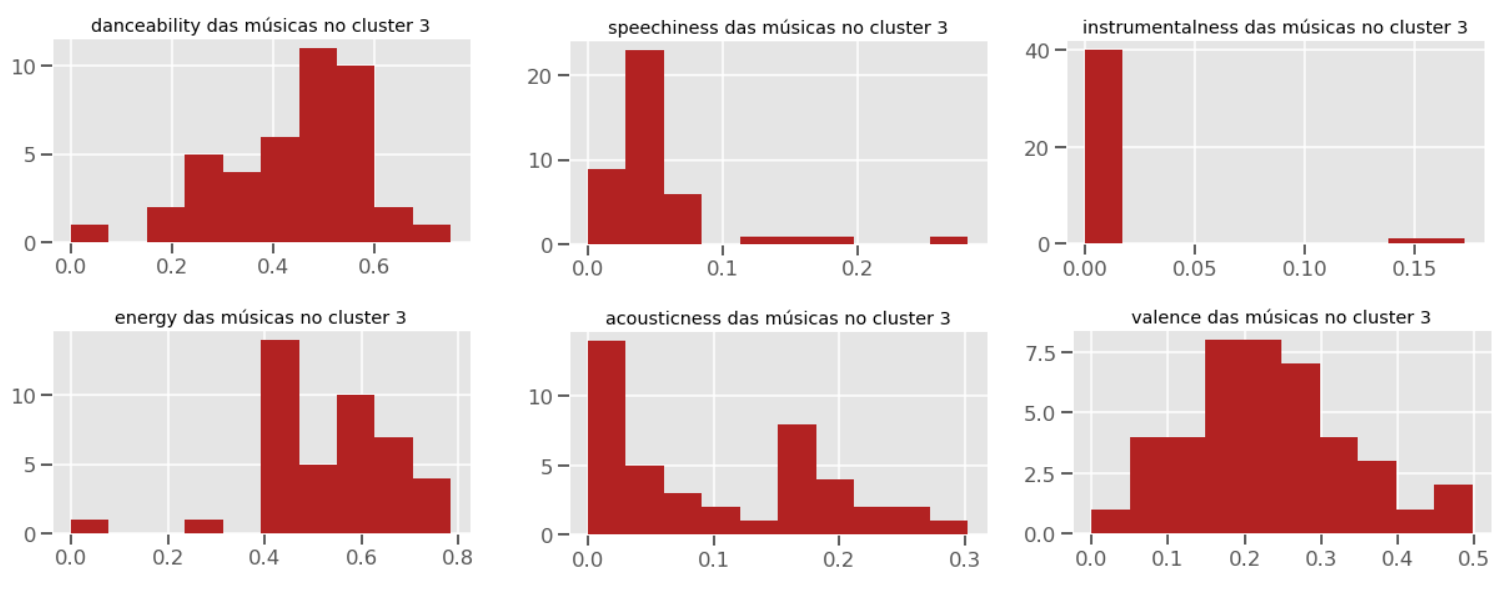 danceability das músicas no cluster 3
10
5
0
0.0 0.2 0.4 0.6
speechiness das músicas no cluster 3
20
10
0
0.0 0.1 0.2
instrumentalness das músicas no cluster 3
40
20
0
0.00 0.05 0.10 0.15
energy das músicas no cluster 3
10
5
0
0.0 0.2 0.4 0.6 0.8
acousticness das músicas no cluster 3
10
5
0
0.0 0.1 0.2 0.3
valence das músicas no cluster 3
7.5
5.0
2.5
0.0
0.0 0.1 0.2 0.3 0.4 0.5